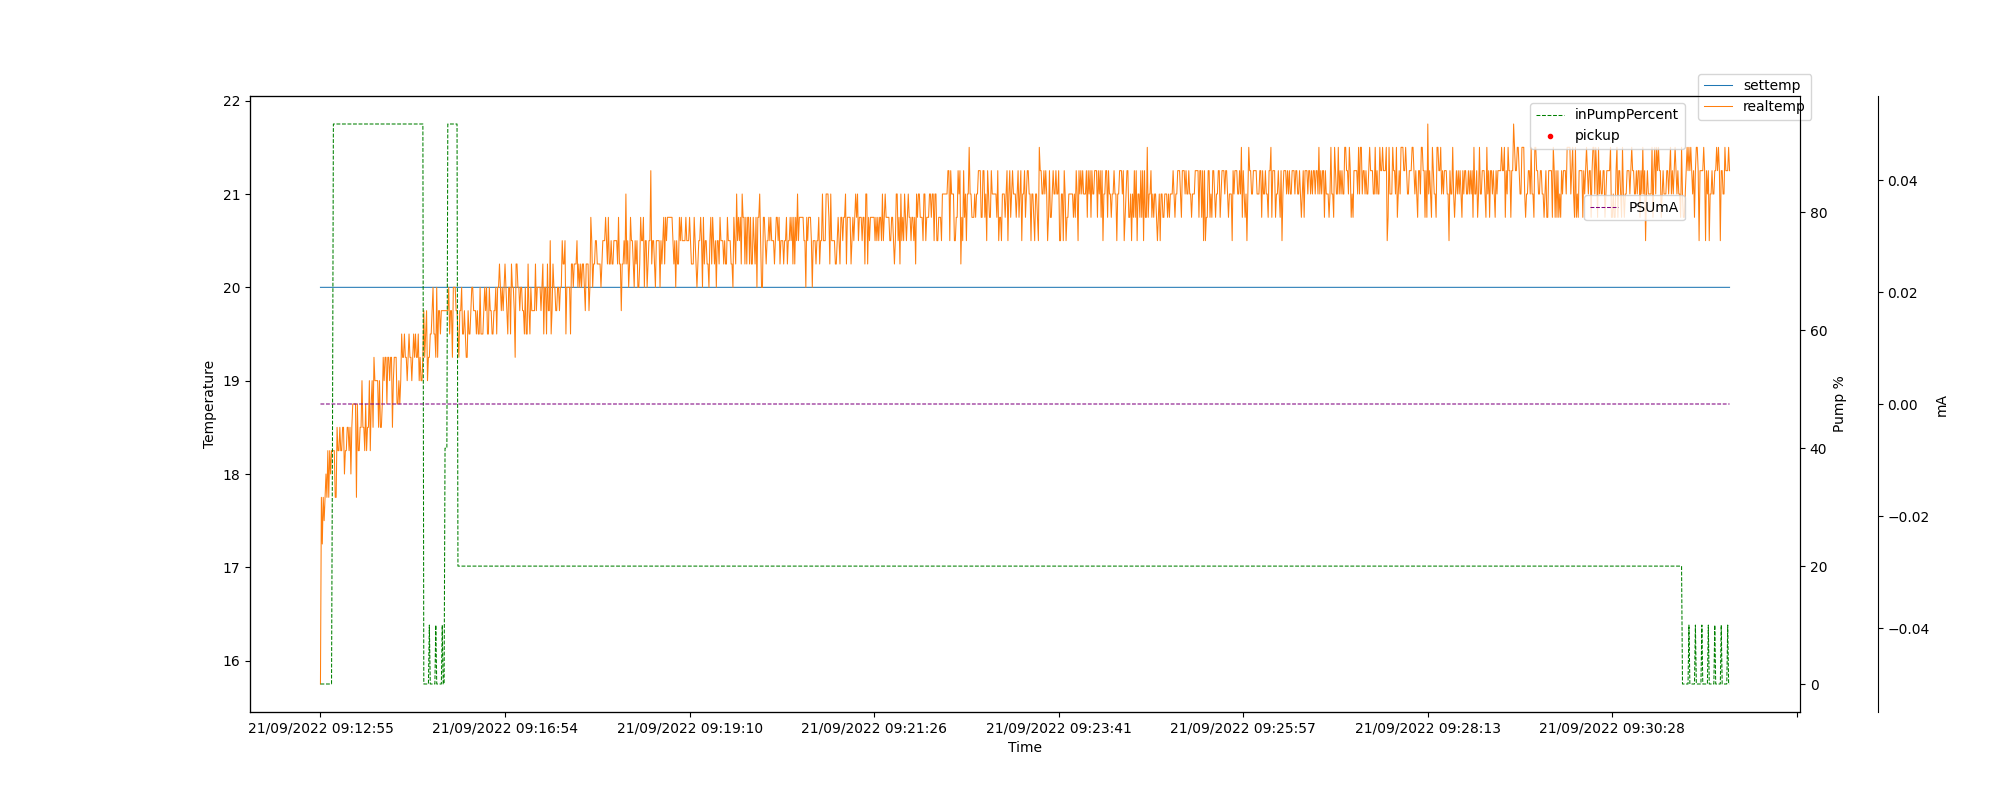 settemp
realtemp
inPumpPercent
pickup
PSUmA
22
21
20
19
18
17
16
Temperature
80
60
40
20
0
Pump %
0.04
0.02
0.00
−0.02
−0.04
mA
21/09/2022 09:12:55
21/09/2022 09:16:54
21/09/2022 09:19:10
21/09/2022 09:21:26
21/09/2022 09:23:41
21/09/2022 09:25:57
21/09/2022 09:28:13
21/09/2022 09:30:28
Time